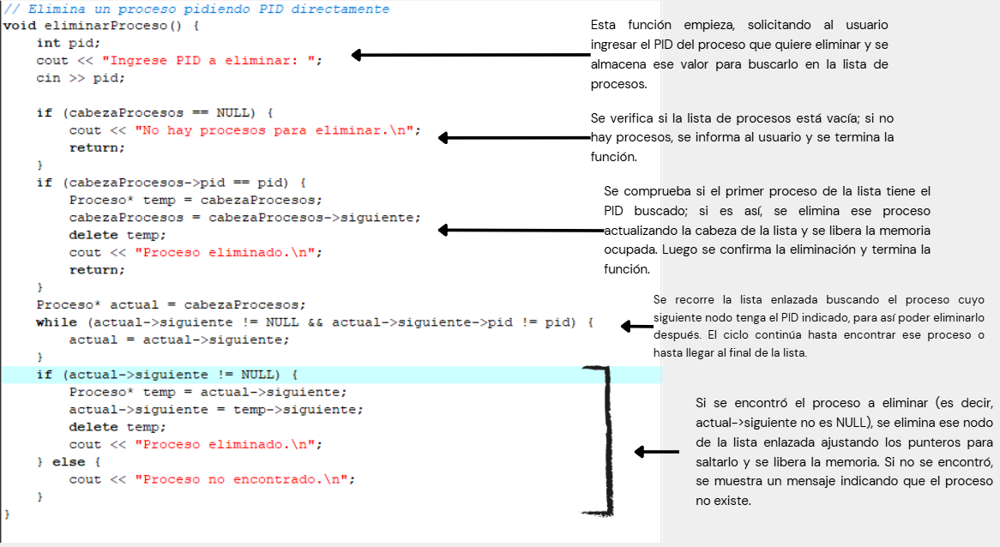 // Elimina un proceso pidiendo PID directamente
void eliminarProceso() {
    int pid;
    cout << "Ingrese PID a eliminar: ";
    cin >> pid;

    if (cabezaProcesos == NULL) {
        cout << "No hay procesos para eliminar.\n";
        return;
    }
    if (cabezaProcesos->pid == pid) {
        Proceso* temp = cabezaProcesos;
        cabezaProcesos = cabezaProcesos->siguiente;
        delete temp;
        cout << "Proceso eliminado.\n";
        return;
    }
    Proceso* actual = cabezaProcesos;
    while (actual->siguiente != NULL && actual->siguiente->pid != pid) {
        actual = actual->siguiente;
    }
    if (actual->siguiente != NULL) {
        Proceso* temp = actual->siguiente;
        actual->siguiente = temp->siguiente;
        delete temp;
        cout << "Proceso eliminado.\n";
    } else {
        cout << "Proceso no encontrado.\n";
    }
}
Esta función empieza, solicitando al usuario
ingresar el PID del proceso que quiere eliminar y se
almacena ese valor para buscarlo en la lista de
procesos.
Se verifica si la lista de procesos está vacía; si no
hay procesos, se informa al usuario y se termina la
función.
Se comprueba si el primer proceso de la lista tiene el
PID buscado; si es así, se elimina ese proceso
actualizando la cabeza de la lista y se libera la memoria
ocupada. Luego se confirma la eliminación y termina la
función.
Se recorre la lista enlazada buscando el proceso cuyo
siguiente nodo tenga el PID indicado, para así poder eliminarlo
después. El ciclo continúa hasta encontrar ese proceso o
hasta llegar al final de la lista.
Si se encontró el proceso a eliminar (es decir,
actual->siguiente no es NULL), se elimina ese nodo
de la lista enlazada ajustando los punteros para
saltarlo y se libera la memoria. Si no se encontró,
se muestra un mensaje indicando que el proceso
no existe.